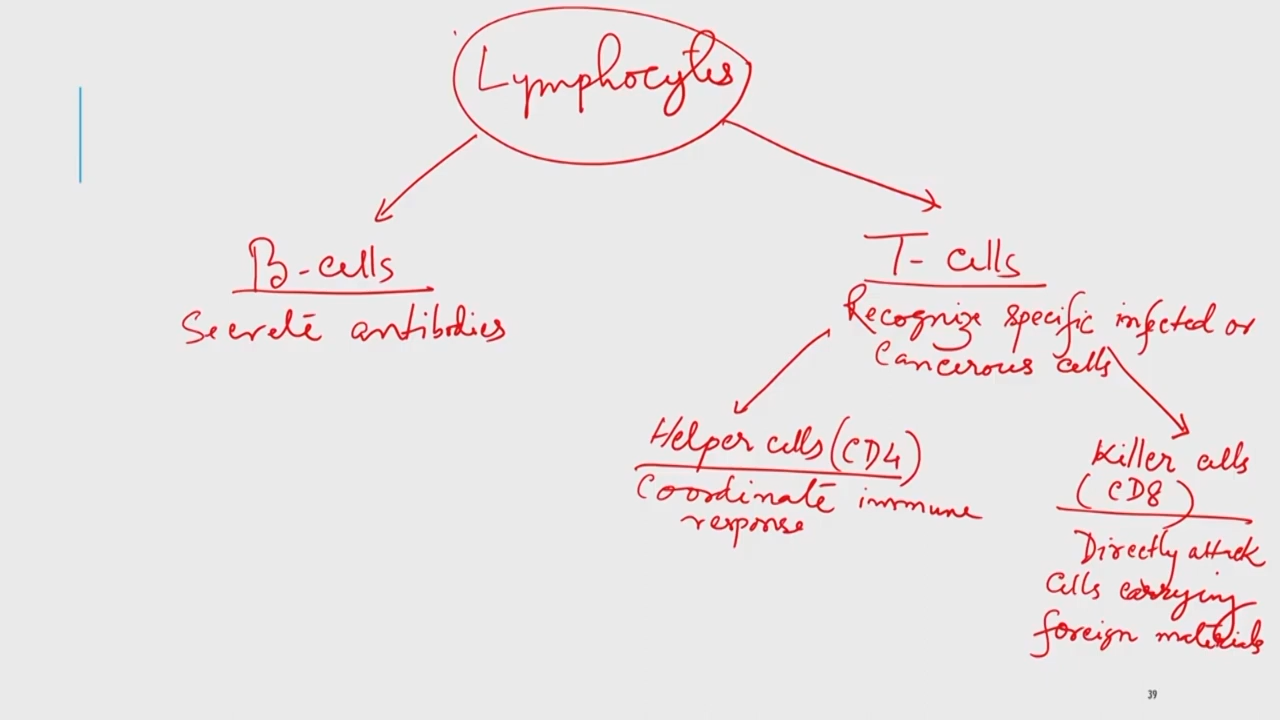 Lymphocytes
B-cells
Secrete antibodies
T-cells
Recognize specific infected or
Cancerous cells
Helper cells (CD4)
Coordinate immune
response
Killer cells
(CD8)
Directly attack
Cells carrying
foreign materials
39